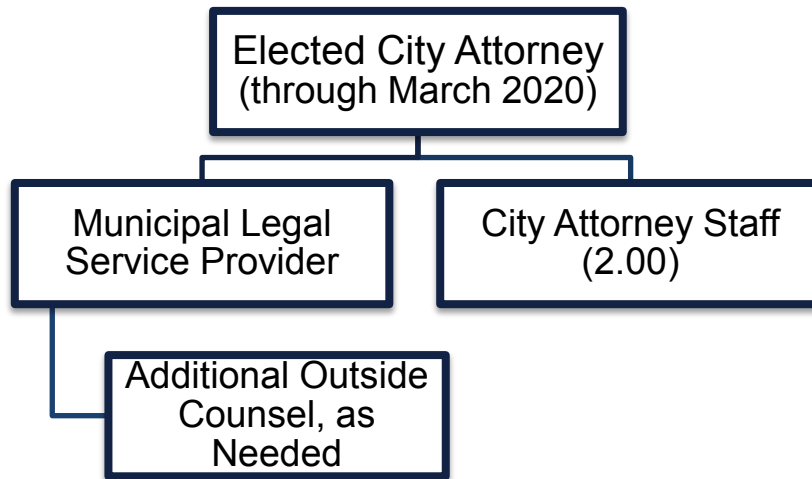 Elected City Attorney
(through March 2020)
Municipal Legal
Service Provider
City Attorney Staff
(2.00)
Additional Outside
Counsel, as
Needed